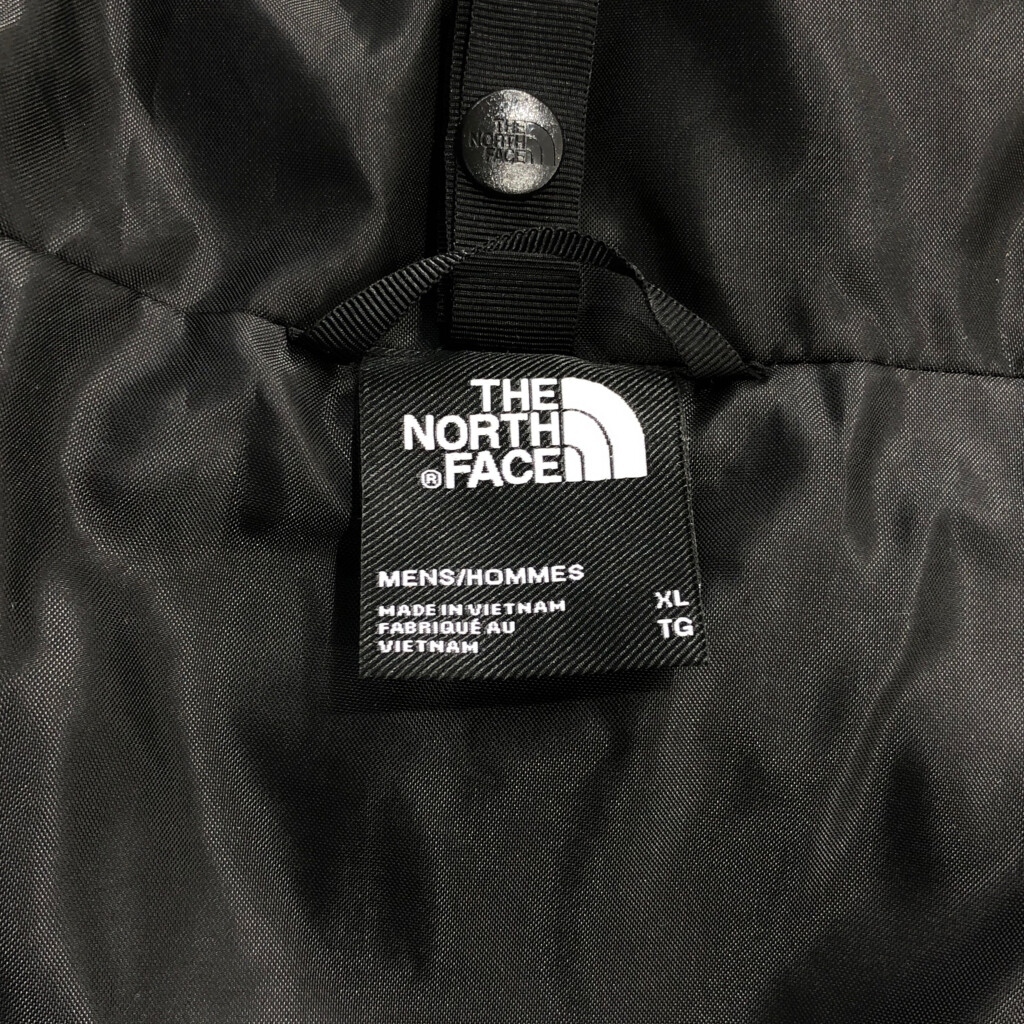 THE
NORTH
FACE
THE
NORTH
®FACE
MENS/HOMMES
MADE IN VIETNAM
FABRIQUÉ AU
VIETNAM
XL
TG